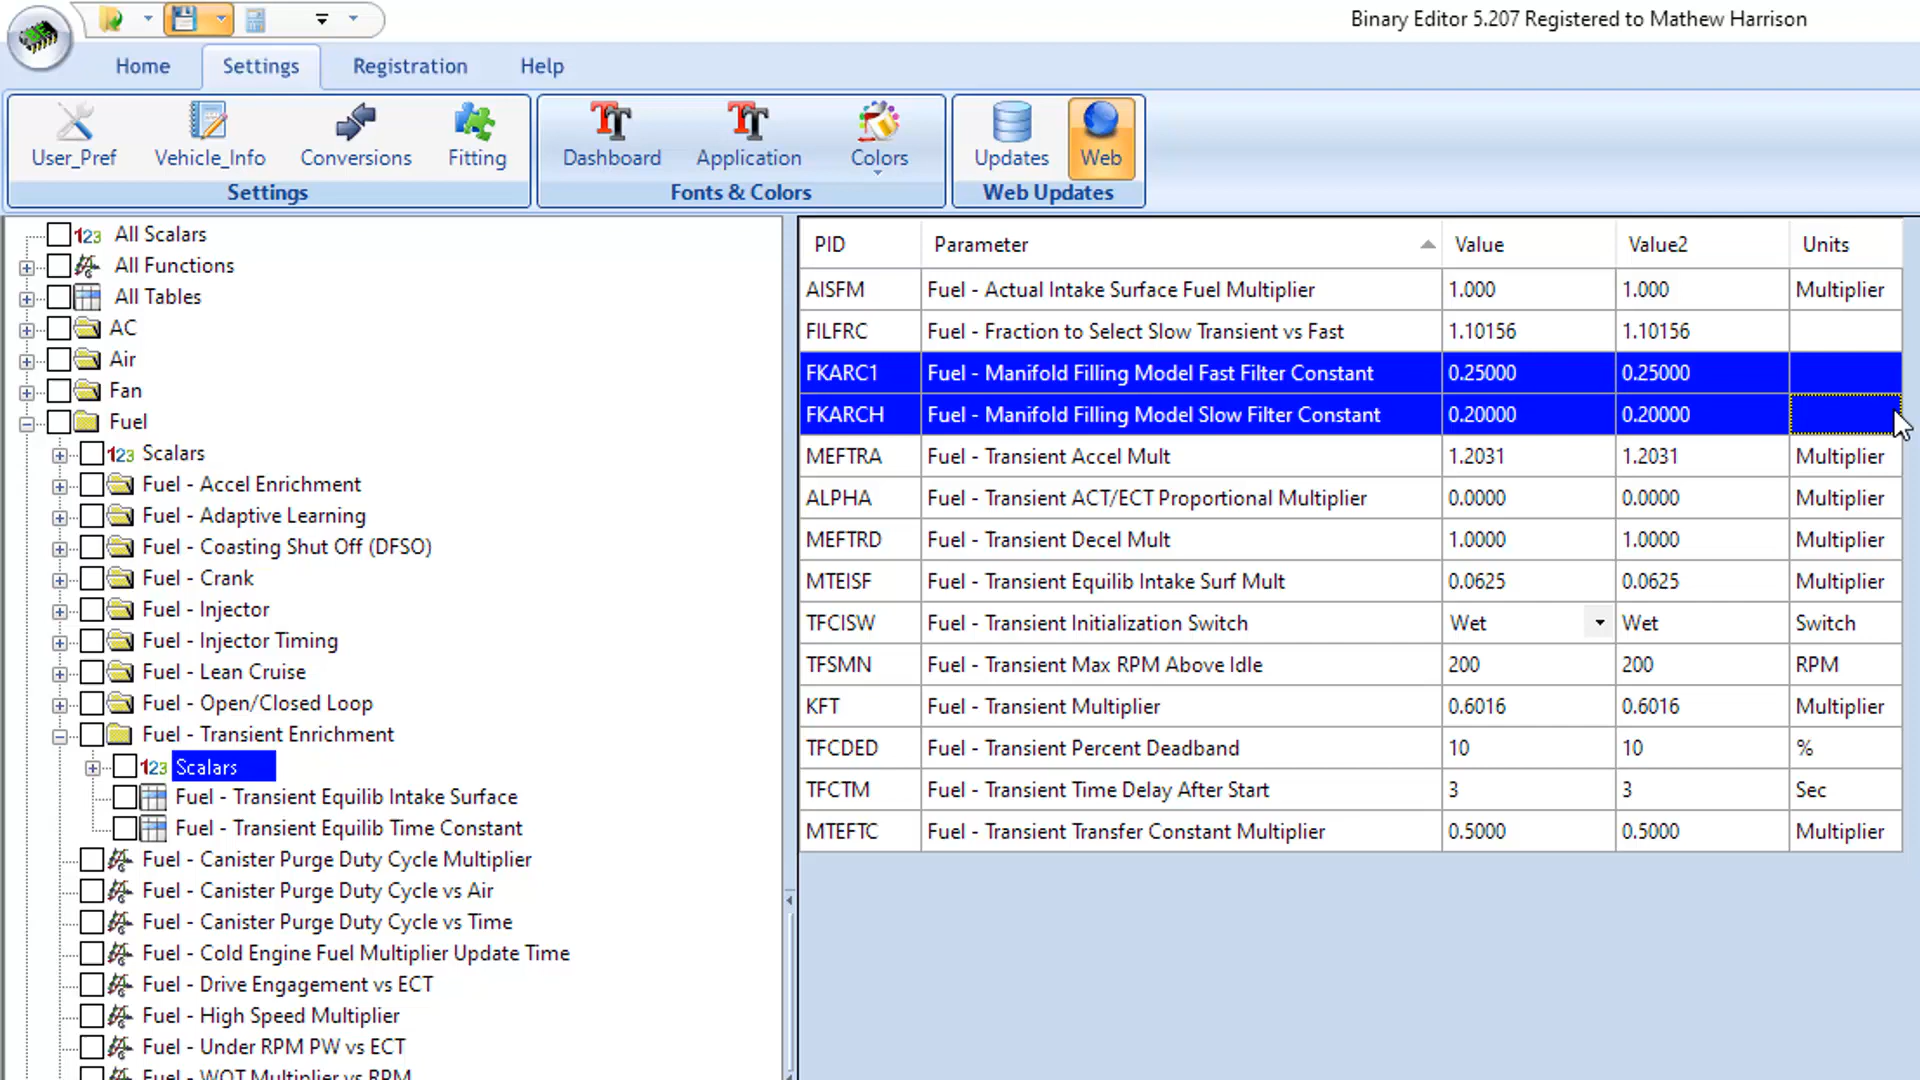 Binary Editor 5.207 Registered to Mathew Harrison
Home Settings Registration Help
User_Pref Vehicle_Info Conversions Fitting
Dashboard Application Colors
Updates Web
Settings
Fonts & Colors
Web Updates
123 All Scalars
All Functions
All Tables
AC
Air
Fan
Fuel
123 Scalars
Fuel - Accel Enrichment
Fuel - Adaptive Learning
Fuel - Coasting Shut Off (DFSO)
Fuel - Crank
Fuel - Injector
Fuel - Injector Timing
Fuel - Lean Cruise
Fuel - Open/Closed Loop
Fuel - Transient Enrichment
123 Scalars
Fuel - Transient Equilib Intake Surface
Fuel - Transient Equilib Time Constant
Fuel - Canister Purge Duty Cycle Multiplier
Fuel - Canister Purge Duty Cycle vs Air
Fuel - Canister Purge Duty Cycle vs Time
Fuel - Cold Engine Fuel Multiplier Update Time
Fuel - Drive Engagement vs ECT
Fuel - High Speed Multiplier
Fuel - Under RPM PW vs ECT
Fuel - WOT Multiplier vs RPM
PID Parameter Value Value2 Units
AISFM Fuel - Actual Intake Surface Fuel Multiplier 1.000 1.000 Multiplier
FILFRC Fuel - Fraction to Select Slow Transient vs Fast 1.10156 1.10156
FKARC1 Fuel - Manifold Filling Model Fast Filter Constant 0.25000 0.25000
FKARCH Fuel - Manifold Filling Model Slow Filter Constant 0.20000 0.20000
MEFTRA Fuel - Transient Accel Mult 1.2031 1.2031 Multiplier
ALPHA Fuel - Transient ACT/ECT Proportional Multiplier 0.0000 0.0000 Multiplier
MEFTRD Fuel - Transient Decel Mult 1.0000 1.0000 Multiplier
MTEISF Fuel - Transient Equilib Intake Surf Mult 0.0625 0.0625 Multiplier
TFCISW Fuel - Transient Initialization Switch Wet Wet Switch
TFSMN Fuel - Transient Max RPM Above Idle 200 200 RPM
KFT Fuel - Transient Multiplier 0.6016 0.6016 Multiplier
TFCDED Fuel - Transient Percent Deadband 10 10 %
TFCTM Fuel - Transient Time Delay After Start 3 3 Sec
MTEFTC Fuel - Transient Transfer Constant Multiplier 0.5000 0.5000 Multiplier